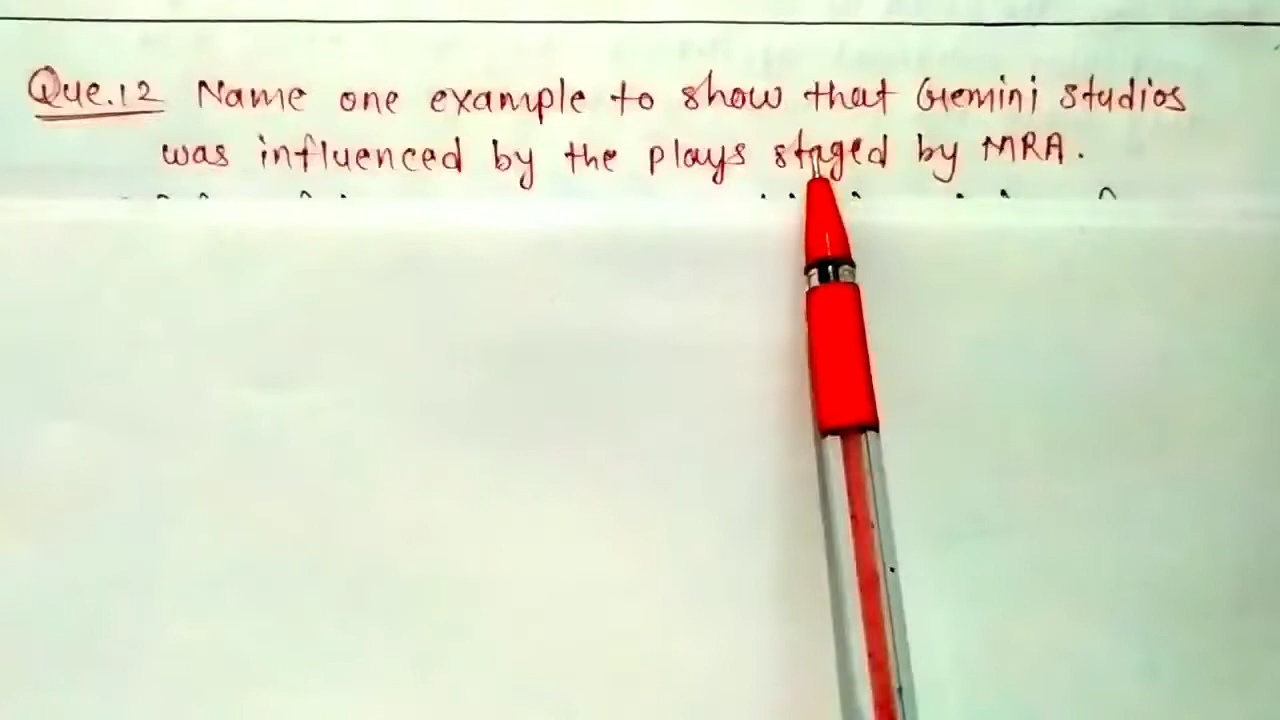 Que.12 Name one example to show that Gemini studios
was influenced by the plays staged by MRA.